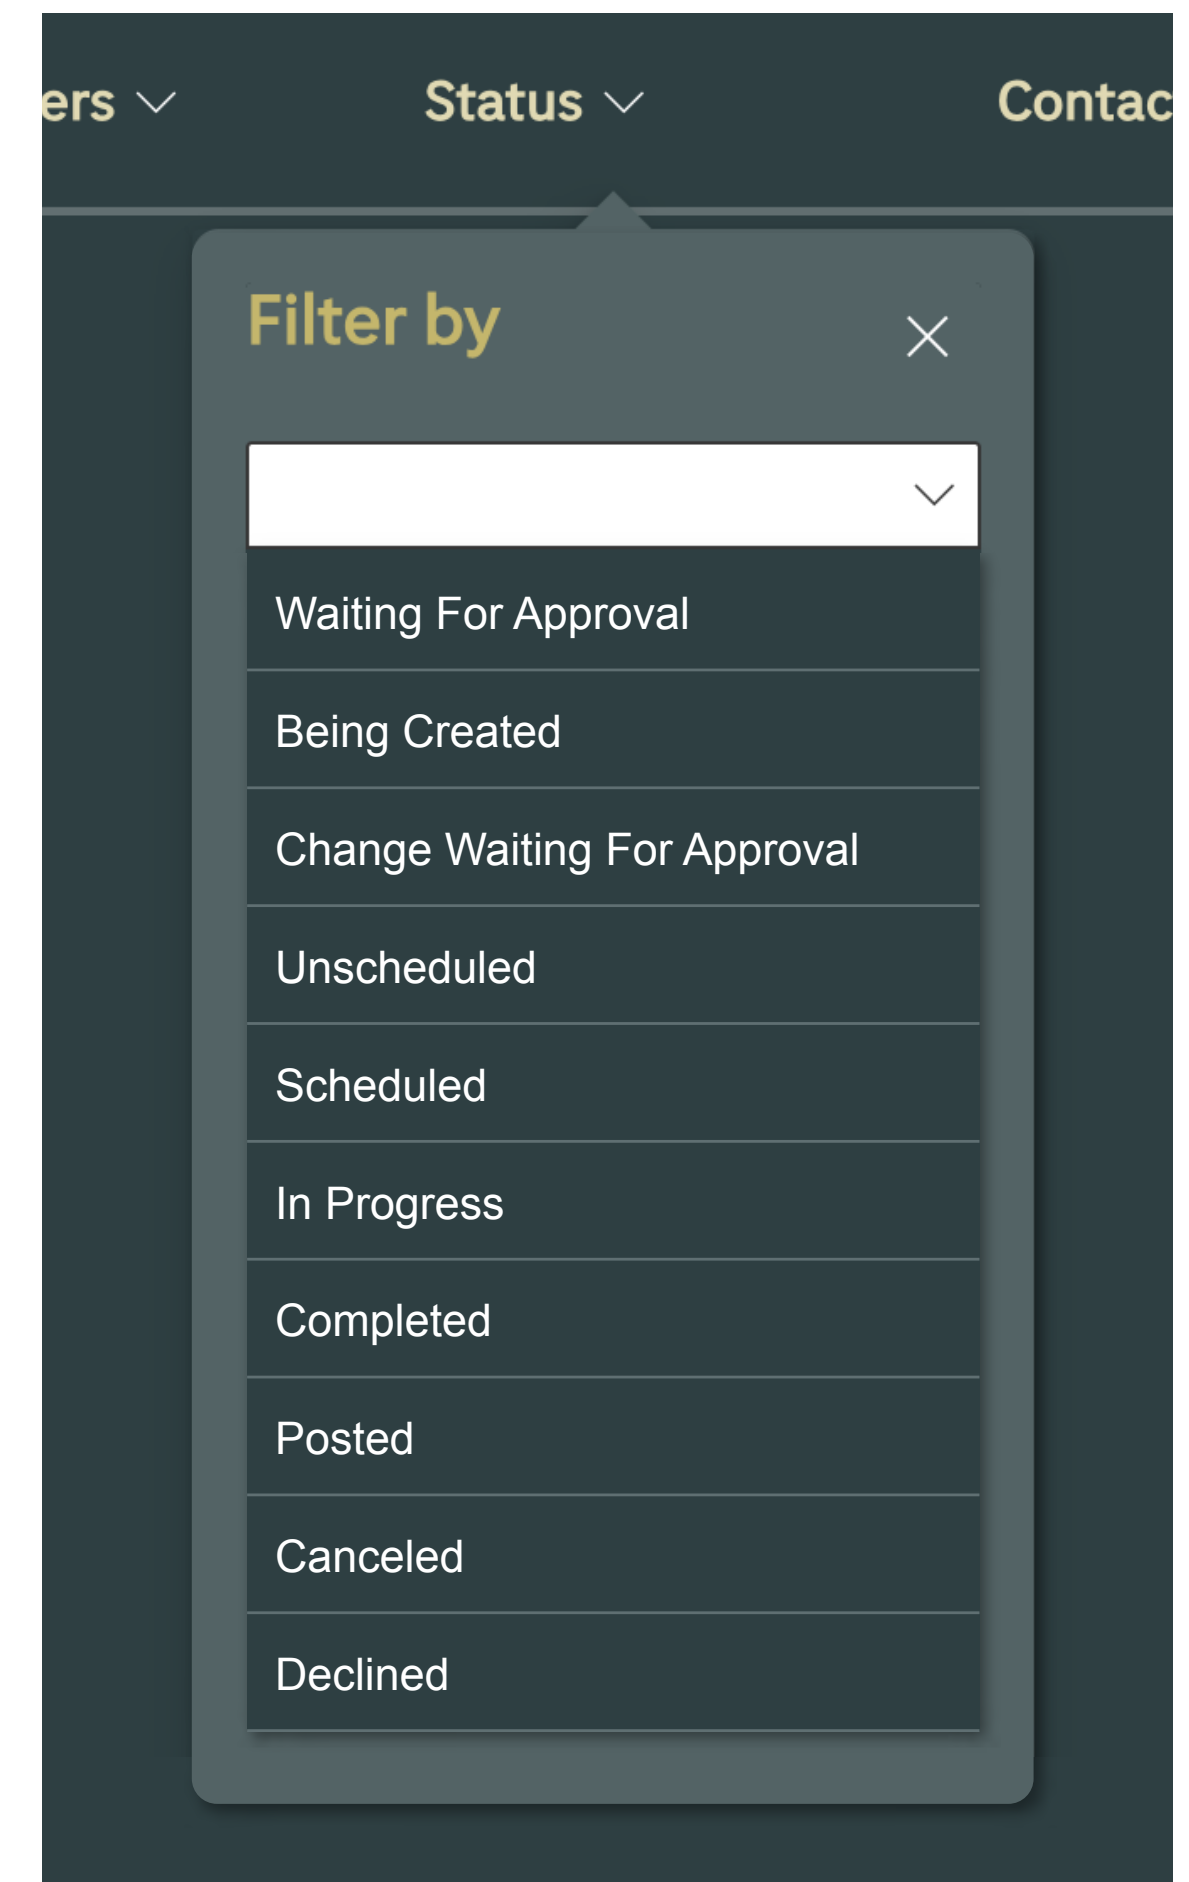 ers Status Contac
Filter by
Waiting For Approval
Being Created
Change Waiting For Approval
Unscheduled
Scheduled
In Progress
Completed
Posted
Canceled
Declined